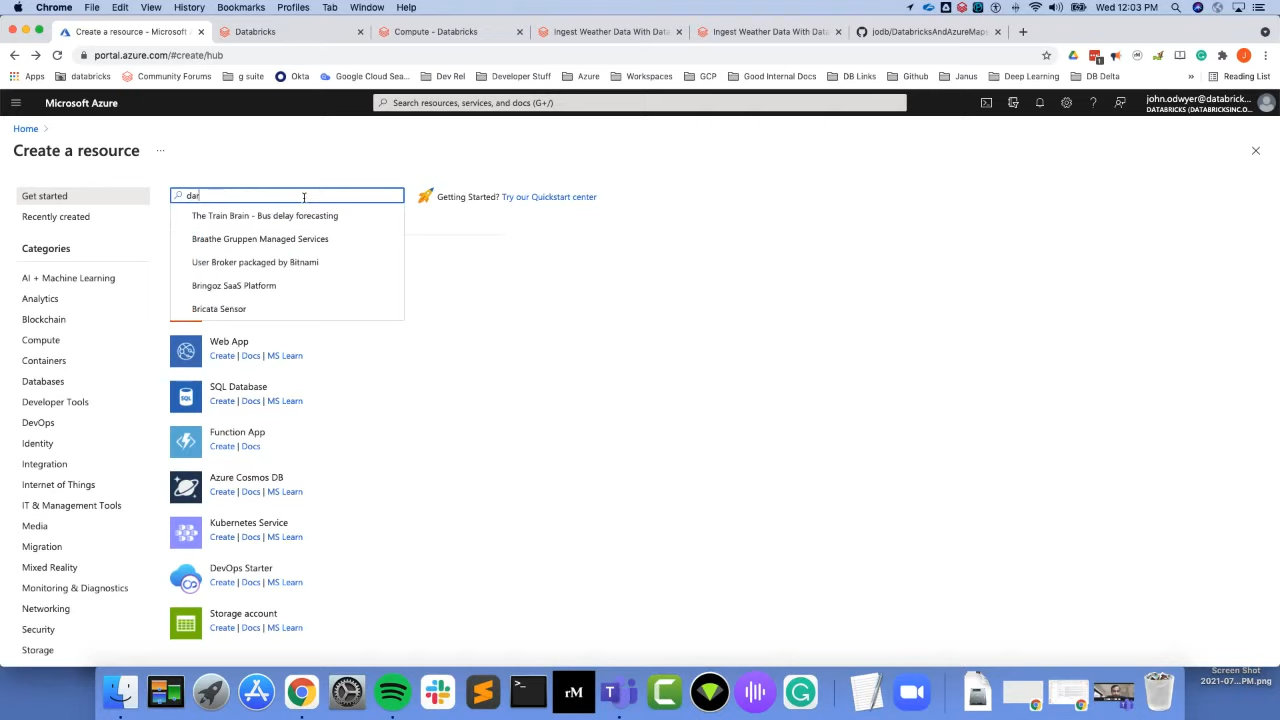 Chrome File Edit View History Bookmarks Profiles Tab Window Help Wed 12:03 PM
Create a resource - Microsoft A Databricks Compute - Databricks Ingest Weather Data With Data Ingest Weather Data With Data jodb/DatabricksAndAzureMaps
portal.azure.com/#create/hub
Apps databricks Community Forums g suite Okta Google Cloud Sea... Dev Rel Developer Stuff Azure Workspaces GCP Good Internal Docs DB Links Github Janus Deep Learning DB Delta » Reading List
Microsoft Azure Search resources, services, and docs (G+/) john.odwyer@databrick...
DATABRICKS (DATABRICKSINC.O...
Home >
Create a resource ...
Get started
Recently created
Categories
AI + Machine Learning
Analytics
Blockchain
Compute
Containers
Databases
Developer Tools
DevOps
Identity
Integration
Internet of Things
IT & Management Tools
Media
Migration
Mixed Reality
Monitoring & Diagnostics
Networking
Security
Storage
dar
Getting Started? Try our Quickstart center
The Train Brain - Bus delay forecasting
Braathe Gruppen Managed Services
User Broker packaged by Bitnami
Bringoz SaaS Platform
Bricata Sensor
Web App
Create | Docs | MS Learn
SQL Database
Create | Docs | MS Learn
Function App
Create | Docs
Azure Cosmos DB
Create | Docs | MS Learn
Kubernetes Service
Create | Docs | MS Learn
DevOps Starter
Create | Docs | MS Learn
Storage account
Create | Docs | MS Learn
Screen Shot
2021-07...PM.png
rM